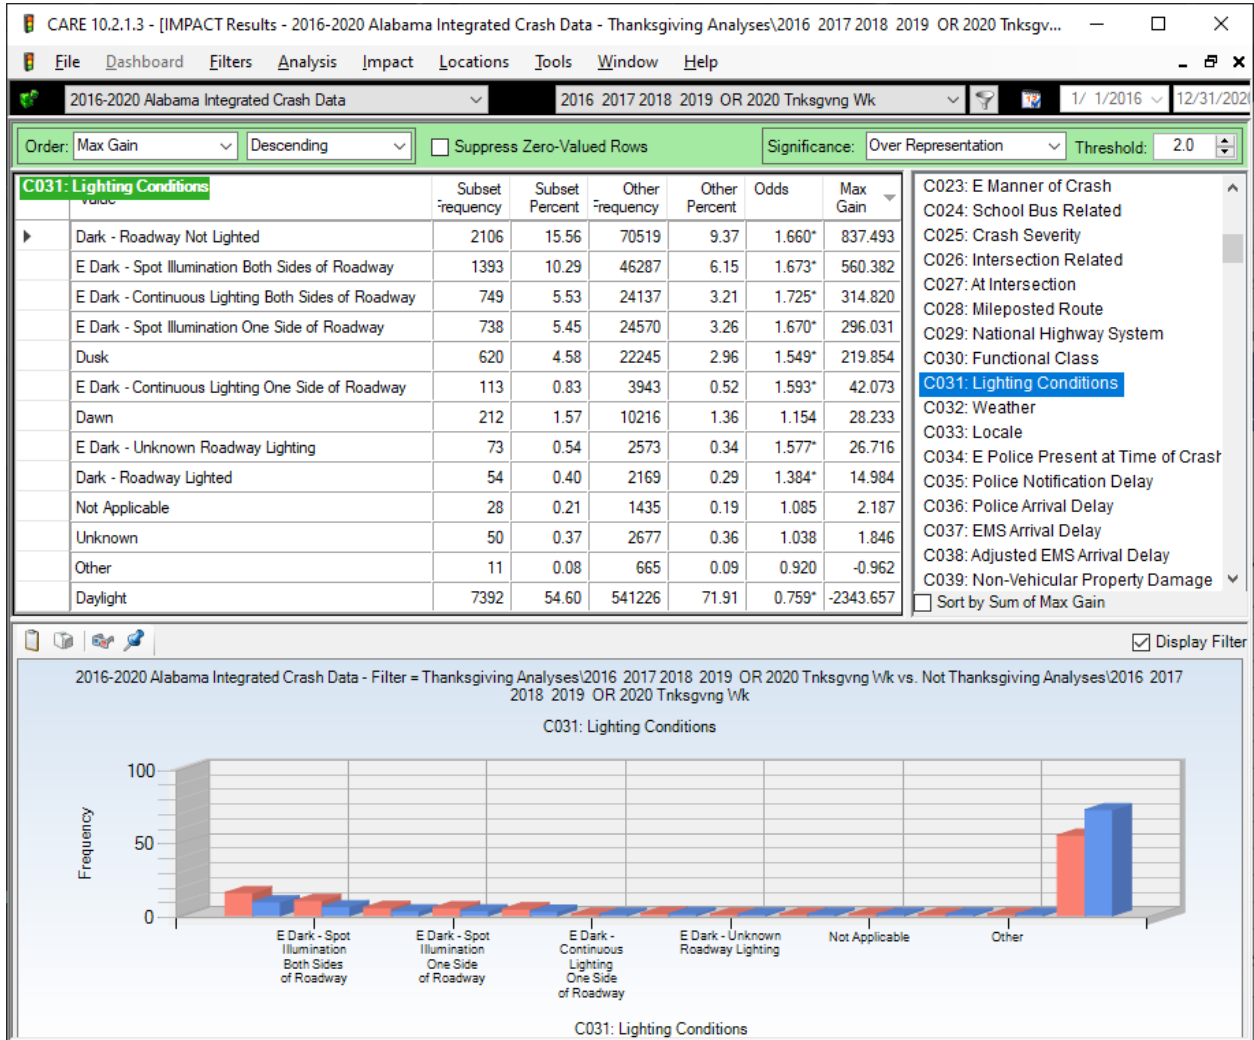 CARE 10.2.1.3 - [IMPACT Results - 2016-2020 Alabama Integrated Crash Data - Thanksgiving Analyses\2016 2017 2018 2019 OR 2020 Tnksgv...
File Dashboard Filters Analysis Impact Locations Tools Window Help
2016-2020 Alabama Integrated Crash Data 2016 2017 2018 2019 OR 2020 Tnksgvng Wk 1/ 1/2016 12/31/202
Order: Max Gain Descending Suppress Zero-Valued Rows Significance: Over Representation Threshold: 2.0
C031: Lighting Conditions
Subset Frequency Subset Percent Other Frequency Other Percent Odds Max Gain
Dark - Roadway Not Lighted 2106 15.56 70519 9.37 1.660* 837.493
E Dark - Spot Illumination Both Sides of Roadway 1393 10.29 46287 6.15 1.673* 560.382
E Dark - Continuous Lighting Both Sides of Roadway 749 5.53 24137 3.21 1.725* 314.820
E Dark - Spot Illumination One Side of Roadway 738 5.45 24570 3.26 1.670* 296.031
Dusk 620 4.58 22245 2.96 1.549* 219.854
E Dark - Continuous Lighting One Side of Roadway 113 0.83 3943 0.52 1.593* 42.073
Dawn 212 1.57 10216 1.36 1.154 28.233
E Dark - Unknown Roadway Lighting 73 0.54 2573 0.34 1.577* 26.716
Dark - Roadway Lighted 54 0.40 2169 0.29 1.384* 14.984
Not Applicable 28 0.21 1435 0.19 1.085 2.187
Unknown 50 0.37 2677 0.36 1.038 1.846
Other 11 0.08 665 0.09 0.920 -0.962
Daylight 7392 54.60 541226 71.91 0.759* -2343.657
C023: E Manner of Crash
C024: School Bus Related
C025: Crash Severity
C026: Intersection Related
C027: At Intersection
C028: Mileposted Route
C029: National Highway System
C030: Functional Class
C031: Lighting Conditions
C032: Weather
C033: Locale
C034: E Police Present at Time of Crash
C035: Police Notification Delay
C036: Police Arrival Delay
C037: EMS Arrival Delay
C038: Adjusted EMS Arrival Delay
C039: Non-Vehicular Property Damage
Sort by Sum of Max Gain
Display Filter
2016-2020 Alabama Integrated Crash Data - Filter = Thanksgiving Analyses\2016 2017 2018 2019 OR 2020 Tnksgvng Wk vs. Not Thanksgiving Analyses\2016 2017
2018 2019 OR 2020 Tnksgvng Wk
C031: Lighting Conditions
Frequency
100
50
0
E Dark - Spot
Illumination
Both Sides
of Roadway
E Dark - Spot
Illumination
One Side
of Roadway
E Dark -
Continuous
Lighting
One Side
of Roadway
E Dark - Unknown
Roadway Lighting
Not Applicable
Other
C031: Lighting Conditions